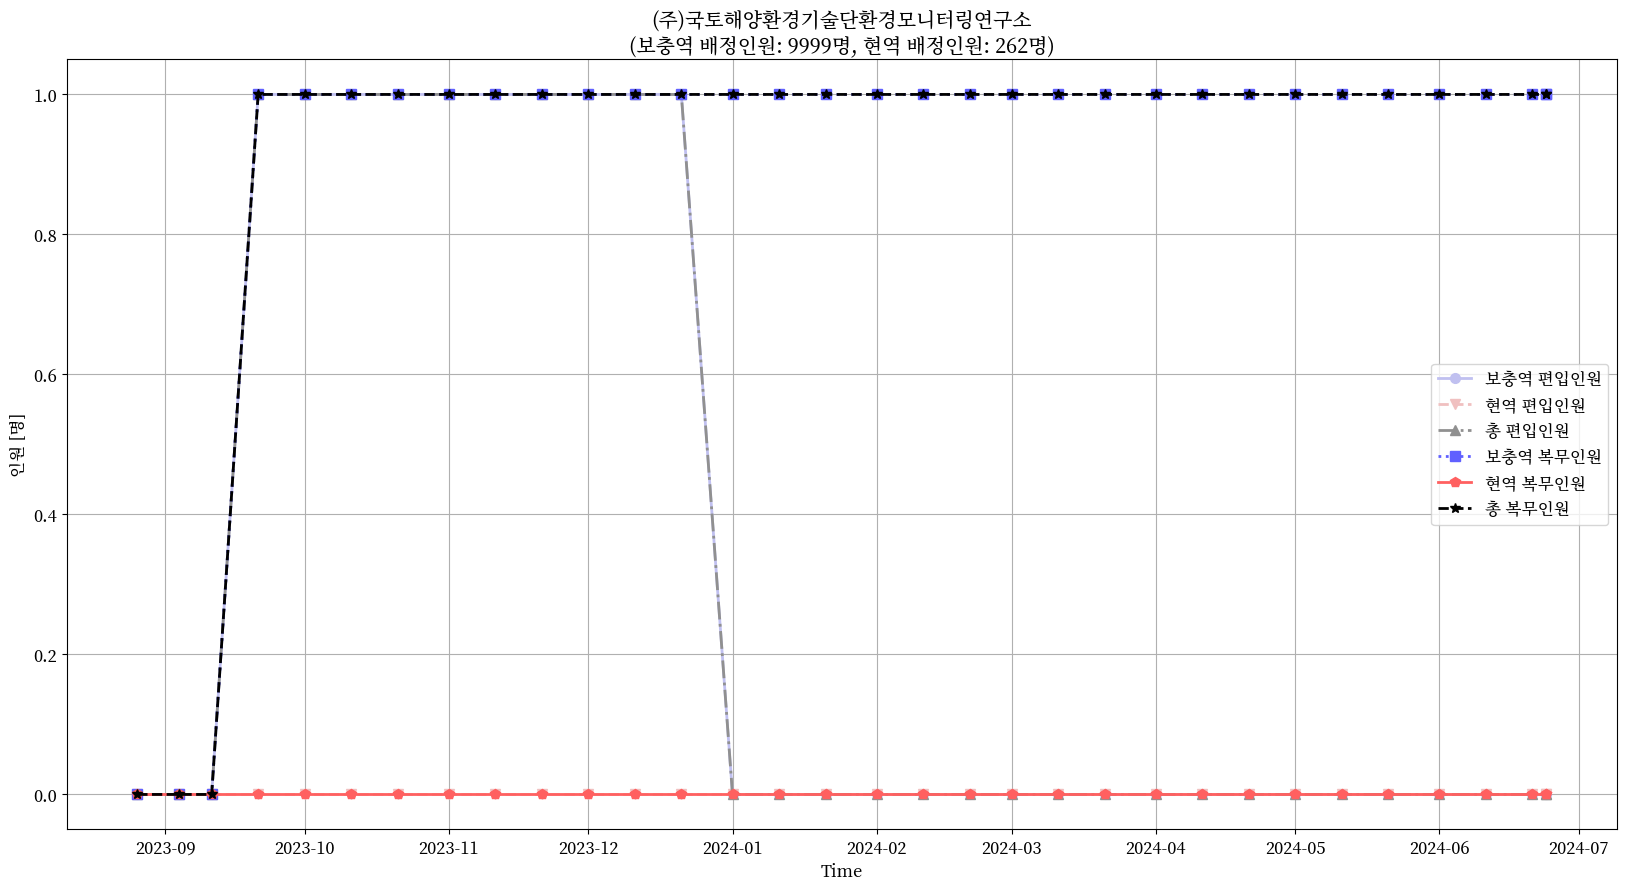 (주)국토해양환경기술단환경모니터링연구소
(보충역 배정인원: 9999명, 현역 배정인원: 262명)
인원 [명]
1.0
0.8
0.6
0.4
0.2
0.0
보충역 편입인원
현역 편입인원
총 편입인원
보충역 복무인원
현역 복무인원
총 복무인원
2023-09 2023-10 2023-11 2023-12 2024-01 2024-02 2024-03 2024-04 2024-05 2024-06 2024-07
Time